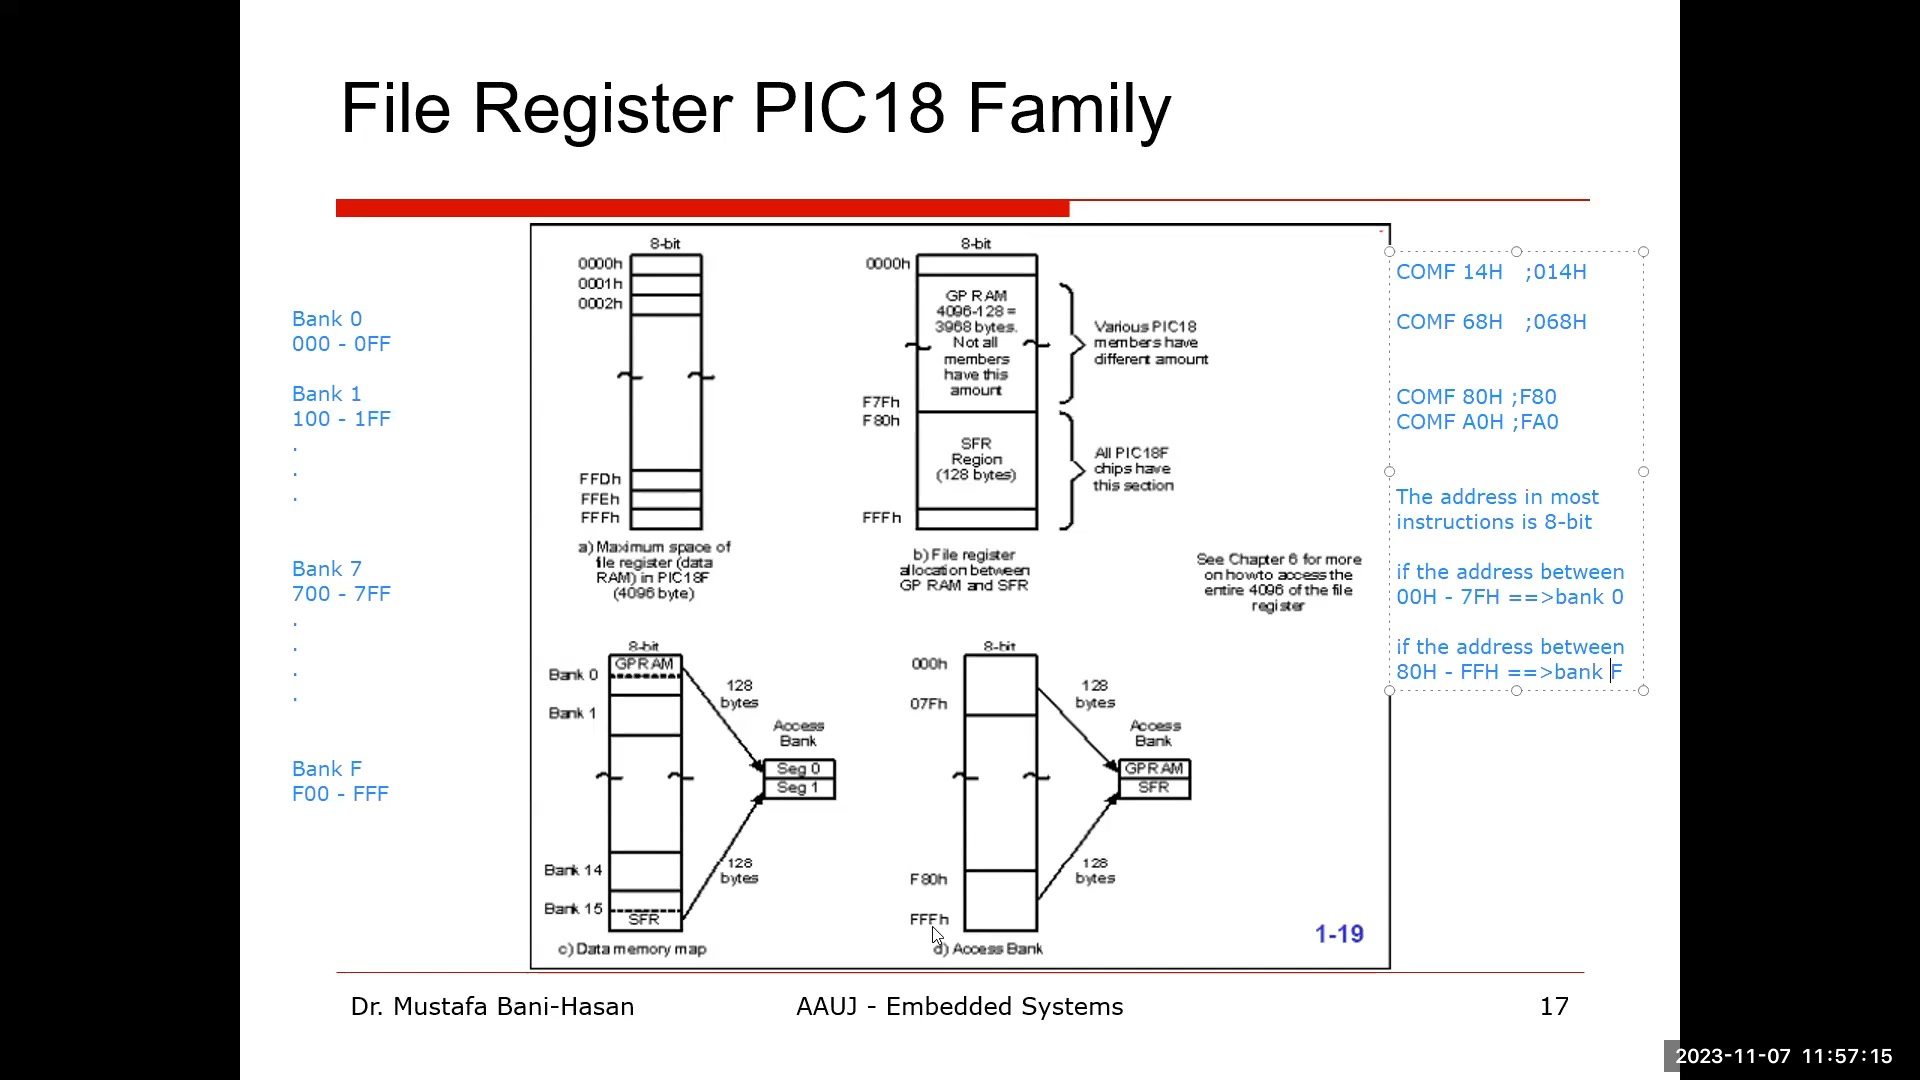 File Register PIC18 Family
Bank 0
000 - 0FF
Bank 1
100 - 1FF
.
.
.
Bank 7
700 - 7FF
.
.
.
.
Bank F
F00 - FFF
8-bit
0000h
0001h
0002h
FFDh
FFEh
FFFh
a) Maximum space of
file register (data
RAM) in PIC18F
(4096 byte)
8-bit
0000h
GP RAM
4096-128 =
3968 bytes.
Not all
members
have this
amount
F7Fh
F80h
SFR
Region
(128 bytes)
FFFh
Various PIC18
members have
different amount
All PIC18F
chips have
this section
b) File register
allocation between
GP RAM and SFR
See Chapter 6 for more
on howto access the
entire 4096 of the file
register
8-bit
GPRAM
Bank 0
Bank 1
Bank 14
Bank 15
SFR
128
bytes
Access
Bank
Seg 0
Seg 1
128
bytes
c) Data memory map
8-bit
000h
07Fh
F80h
FFFh
128
bytes
Access
Bank
GPRAM
SFR
128
bytes
d) Access Bank
1-19
COMF 14H ;014H
COMF 68H ;068H
COMF 80H ;F80
COMF A0H ;FA0
The address in most
instructions is 8-bit
if the address between
00H - 7FH ==>bank 0
if the address between
80H - FFH ==>bank F
Dr. Mustafa Bani-Hasan
AAUJ - Embedded Systems
17
2023-11-07 11:57:15